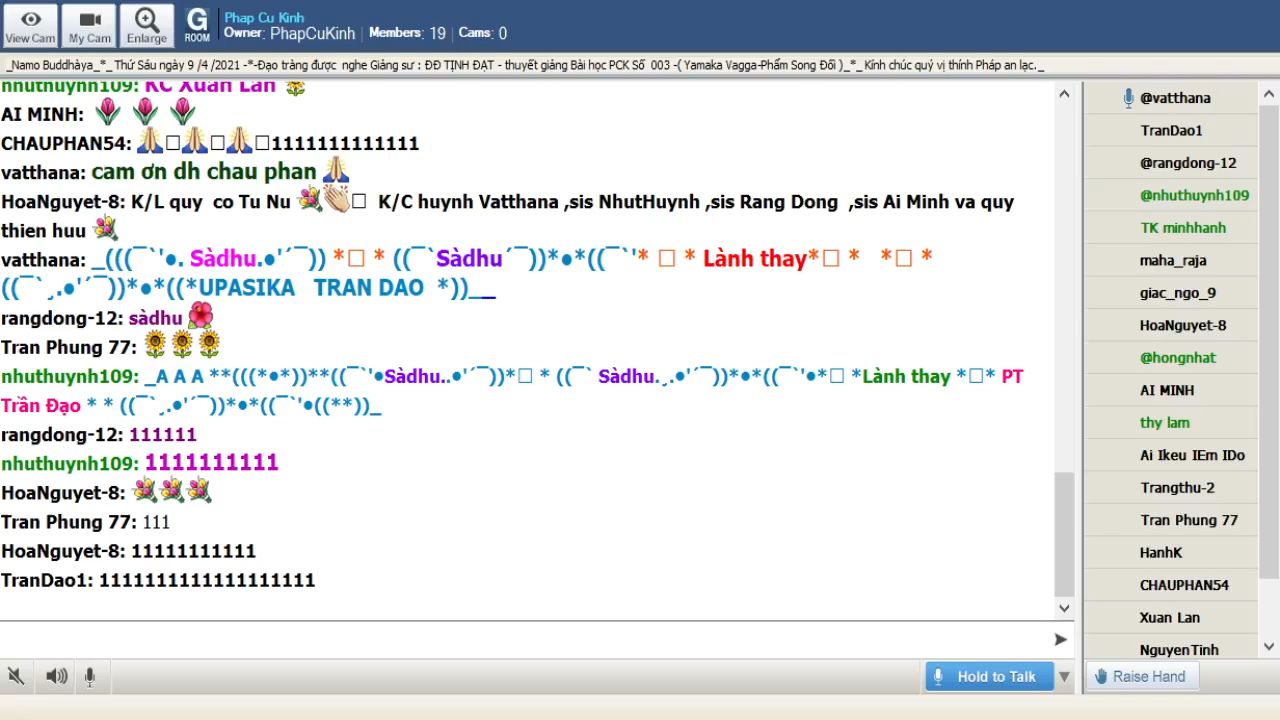 View Cam
My Cam
Enlarge
G
ROOM
Phap Cu Kinh
Owner: PhapCuKinh | Members: 19 | Cams: 0
_Namo Buddhàya_*_ Thứ Sáu ngày 9 /4 /2021 -*-Đạo tràng được nghe Giảng sư : ĐĐ TỊNH ĐẠT - thuyết giảng Bài học PCK Số 003 -( Yamaka Vagga-Phẩm Song Đối )_*_ Kính chúc quý vị thính Pháp an lạc._
nhuthuynh109: KC Xuan Lan 🌼
AI MINH: 🌷 🌷 🌷
CHAUPHAN54: 🙏□🙏□🙏□1111111111111
vatthana: cam ơn dh chau phan 🙏
HoaNguyet-8: K/L quy co Tu Nu 💐👏□ K/C huynh Vatthana ,sis NhutHuynh ,sis Rang Dong ,sis Ai Minh va quy
thien huu 💐
vatthana: _(((¯`'●. Sàdhu.●'´¯)) *□ * ((¯`Sàdhu´¯))*●*((¯`'* □ * Lành thay*□ * *□ *
((¯`¸.●'´¯))*●*((*UPASIKA TRAN DAO *))__
rangdong-12: sàdhu 🌺
Tran Phung 77: 🌻🌻🌻
nhuthuynh109: _A A A **(((*●*))**((¯`'●Sàdhu..●'´¯))*□ * ((¯` Sàdhu.¸.●'´¯))*●*((¯`'●*□ *Lành thay *□* PT
Trần Đạo * * ((¯`¸.●'´¯))*●*((¯`'●((**))_
rangdong-12: 111111
nhuthuynh109: 1111111111
HoaNguyet-8: 💐💐💐
Tran Phung 77: 111
HoaNguyet-8: 11111111111
TranDao1: 1111111111111111111
Hold to Talk
@vatthana
TranDao1
@rangdong-12
@nhuthuynh109
TK minhhanh
maha_raja
giac_ngo_9
HoaNguyet-8
@hongnhat
AI MINH
thy lam
Ai Ikeu IEm IDo
Trangthu-2
Tran Phung 77
HanhK
CHAUPHAN54
Xuan Lan
NguyenTinh
Raise Hand